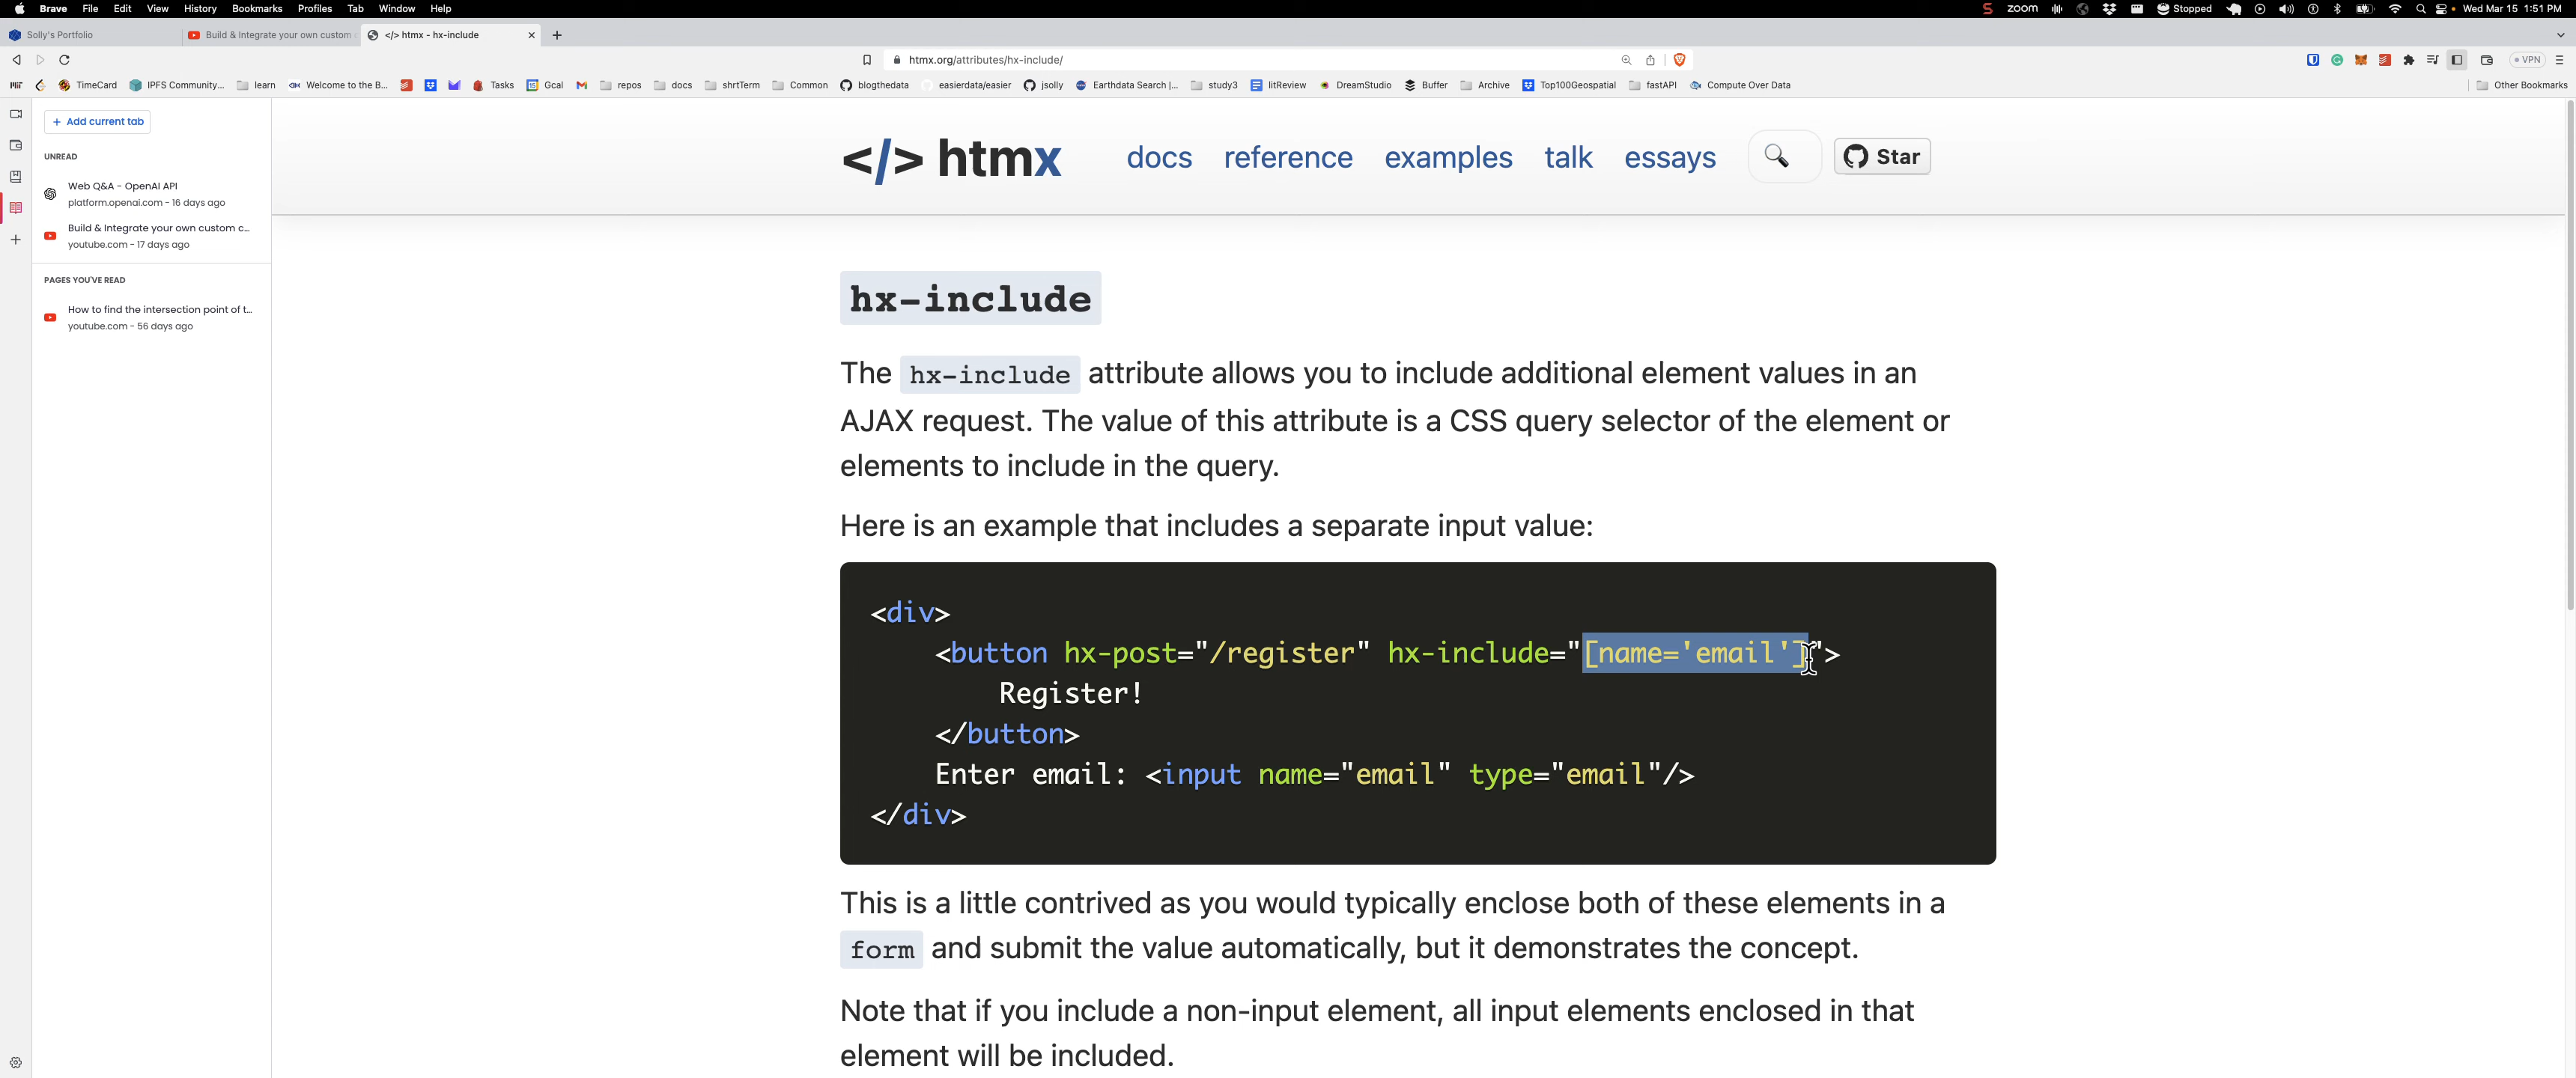 Brave File Edit View History Bookmarks Profiles Tab Window Help
zoom Stopped Wed Mar 15 1:51 PM
Solly's Portfolio
Build & Integrate your own custom
</> htmx - hx-include
htmx.org/attributes/hx-include/
VPN
TimeCard IPFS Community... learn Welcome to the B... Tasks Gcal repos docs shrtTerm Common blogthedata easierdata/easier jsolly Earthdata Search |... study3 litReview DreamStudio Buffer Archive Top100Geospatial fastAPI Compute Over Data Other Bookmarks
+ Add current tab
UNREAD
Web Q&A - OpenAI API
platform.openai.com - 16 days ago
Build & Integrate your own custom c...
youtube.com - 17 days ago
PAGES YOU'VE READ
How to find the intersection point of t...
youtube.com - 56 days ago
</> htmx docs reference examples talk essays Star
hx-include
The hx-include attribute allows you to include additional element values in an
AJAX request. The value of this attribute is a CSS query selector of the element or
elements to include in the query.
Here is an example that includes a separate input value:
<div>
<button hx-post="/register" hx-include="[name='email']">
Register!
</button>
Enter email: <input name="email" type="email"/>
</div>
This is a little contrived as you would typically enclose both of these elements in a
form and submit the value automatically, but it demonstrates the concept.
Note that if you include a non-input element, all input elements enclosed in that
element will be included.